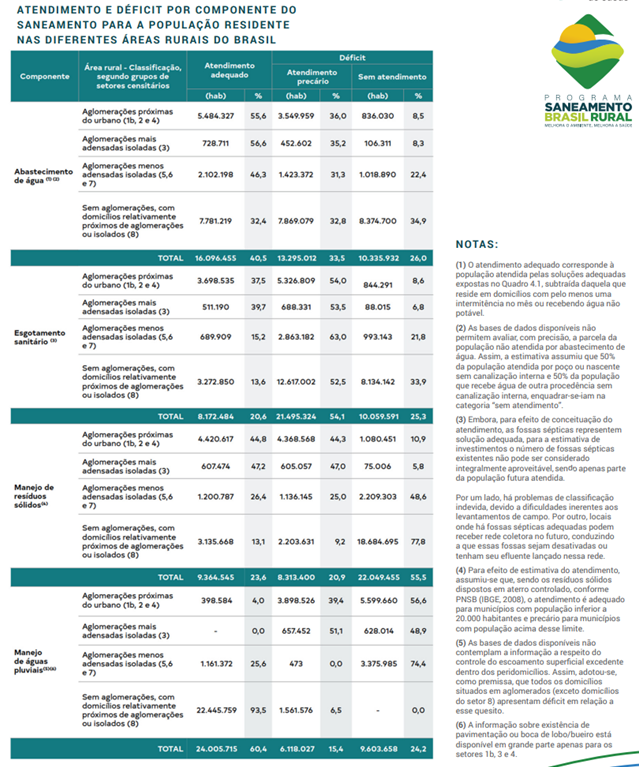 ATENDIMENTO E DÉFICIT POR COMPONENTE DO
SANEAMENTO PARA A POPULAÇÃO RESIDENTE
NAS DIFERENTES ÁREAS RURAIS DO BRASIL
PROGRAMA
SANEAMENTO
BRASIL RURAL
MELHORA O AMBIENTE, MELHORA A SAÚDE
Componente
Área rural - Classificação,
segundo grupos de
setores censitários
Atendimento
adequado
Déficit
Atendimento
precário
Sem atendimento
(hab) % (hab) % (hab) %
Abastecimento
de água (1) (2)
Aglomerações próximas
do urbano (1b, 2 e 4) 5.484.327 55,6 3.549.959 36,0 836.030 8,5
Aglomerações mais
adensadas isoladas (3) 728.711 56,6 452.602 35,2 106.311 8,3
Aglomerações menos
adensadas isoladas (5,6
e 7) 2.102.198 46,3 1.423.372 31,3 1.018.890 22,4
Sem aglomerações, com
domicílios relativamente
próximos de aglomerações
ou isolados (8) 7.781.219 32,4 7.869.079 32,8 8.374.700 34,9
TOTAL 16.096.455 40,5 13.295.012 33,5 10.335.932 26,0
Esgotamento
sanitário (3)
Aglomerações próximas
do urbano (1b, 2 e 4) 3.698.535 37,5 5.326.809 54,0 844.291 8,6
Aglomerações mais
adensadas isoladas (3) 511.190 39,7 688.331 53,5 88.015 6,8
Aglomerações menos
adensadas isoladas (5,6
e 7) 689.909 15,2 2.863.182 63,0 993.143 21,8
Sem aglomerações, com
domicílios relativamente
próximos de aglomerações
ou isolados (8) 3.272.850 13,6 12.617.002 52,5 8.134.142 33,9
TOTAL 8.172.484 20,6 21.495.324 54,1 10.059.591 25,3
Manejo de
resíduos
sólidos(4)
Aglomerações próximas
do urbano (1b, 2 e 4) 4.420.617 44,8 4.368.568 44,3 1.080.451 10,9
Aglomerações mais
adensadas isoladas (3) 607.474 47,2 605.057 47,0 75.006 5,8
Aglomerações menos
adensadas isoladas (5,6
e 7) 1.200.787 26,4 1.136.145 25,0 2.209.303 48,6
Sem aglomerações, com
domicílios relativamente
próximos de aglomerações
ou isolados (8) 3.135.668 13,1 2.203.631 9,2 18.684.695 77,8
TOTAL 9.364.545 23,6 8.313.400 20,9 22.049.455 55,5
Manejo
de águas
pluviais(5)(6)
Aglomerações próximas
do urbano (1b, 2 e 4) 398.584 4,0 3.898.526 39,4 5.599.660 56,6
Aglomerações mais
adensadas isoladas (3) - 0,0 657.452 51,1 628.014 48,9
Aglomerações menos
adensadas isoladas (5,6
e 7) 1.161.372 25,6 473 0,0 3.375.985 74,4
Sem aglomerações, com
domicílios relativamente
próximos de aglomerações
ou isolados (8) 22.445.759 93,5 1.561.576 6,5 - 0,0
TOTAL 24.005.715 60,4 6.118.027 15,4 9.603.658 24,2
NOTAS:
(1) O atendimento adequado corresponde à
população atendida pelas soluções adequadas
expostas no Quadro 4.1, subtraída daquela que
reside em domicílios com pelo menos uma
intermitência no mês ou recebendo água não
potável.
(2) As bases de dados disponíveis não
permitem avaliar, com precisão, a parcela da
população não atendida por abastecimento de
água. Assim, a estimativa assumiu que 50%
da população atendida por poço ou nascente
sem canalização interna e 50% da população
que recebe água de outra procedência sem
canalização interna, enquadrar-se-iam na
categoria “sem atendimento”.
(3) Embora, para efeito de conceituação do
atendimento, as fossas sépticas representem
solução adequada, para a estimativa de
investimentos o número de fossas sépticas
existentes não pode ser considerado
integralmente aproveitável, sendo apenas parte
da população futura atendida.
Por um lado, há problemas de classificação
indevida, devido a dificuldades inerentes aos
levantamentos de campo. Por outro, locais
onde há fossas sépticas adequadas podem
receber rede coletora no futuro, conduzindo
a que essas fossas sejam desativadas ou
tenham seu efluente lançado nessa rede.
(4) Para efeito de estimativa do atendimento,
assumiu-se que, sendo os resíduos sólidos
dispostos em aterro controlado, conforme
PNSB (IBGE, 2008), o atendimento é adequado
para municípios com população inferior a
20.000 habitantes e precário para municípios
com população acima desse limite.
(5) As bases de dados disponíveis não
contemplam a informação a respeito do
controle do escoamento superficial excedente
dentro dos peridomicílios. Assim, adotou-se,
como premissa, que todos os domicílios
situados em aglomerados (exceto domicílios
do setor 8) apresentam déficit em relação a
esse quesito.
(6) A informação sobre existência de
pavimentação ou boca de lobo/bueiro está
disponível em grande parte apenas para os
setores 1b, 3 e 4.